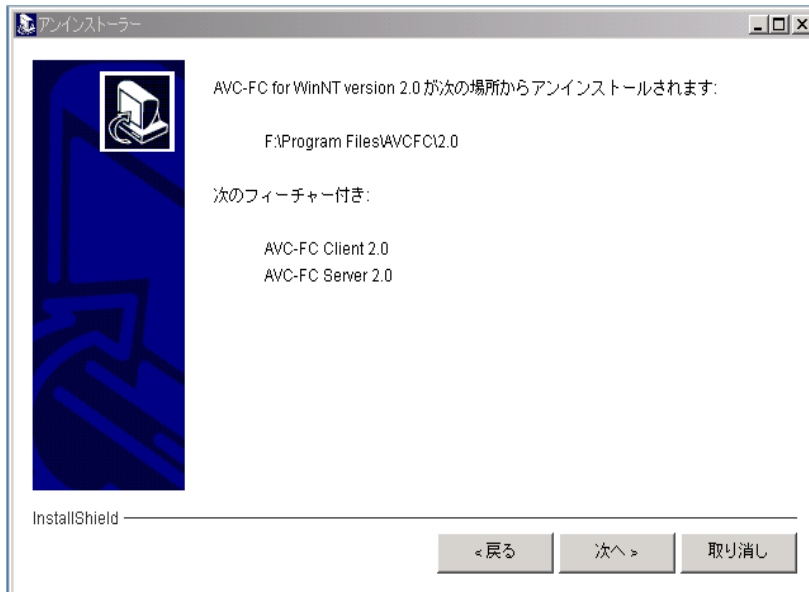 アンインストーラー
AVC-FC for WinNT version 2.0 が次の場所からアンインストールされます:
F:\Program Files\AVCFC\2.0
次のフィーチャー付き:
AVC-FC Client 2.0
AVC-FC Server 2.0
InstallShield
< 戻る
次へ >
取り消し